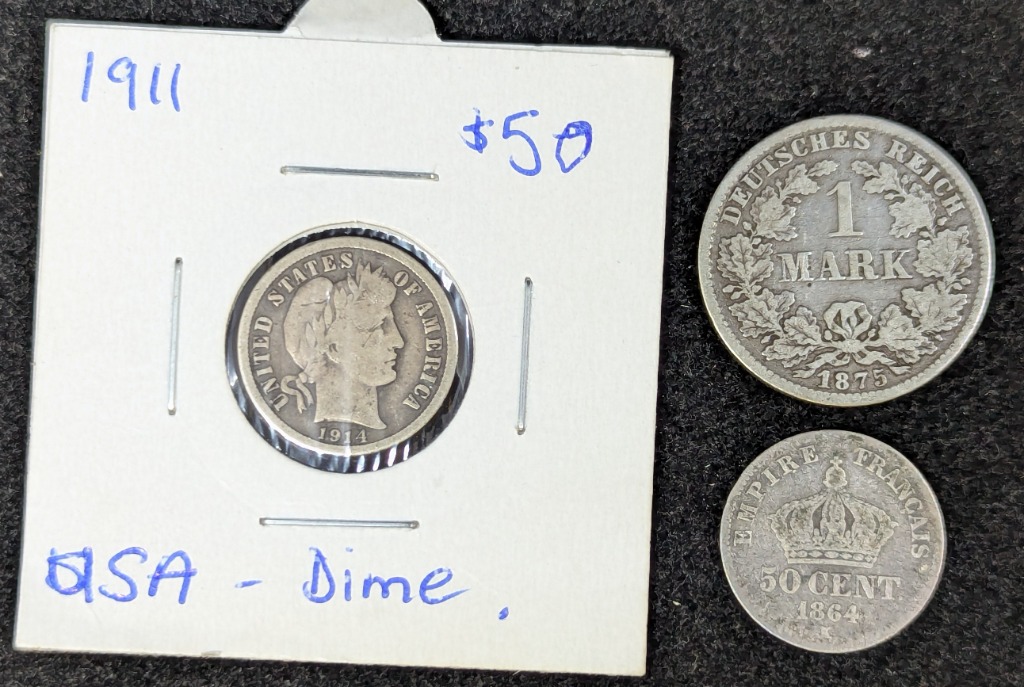 1911
$50
UNITED STATES OF AMERICA
1914
USA - Dime.
DEUTSCHES REICH
1
MARK
1875
EMPIRE FRANÇAIS.
50 CENT.
1864
K